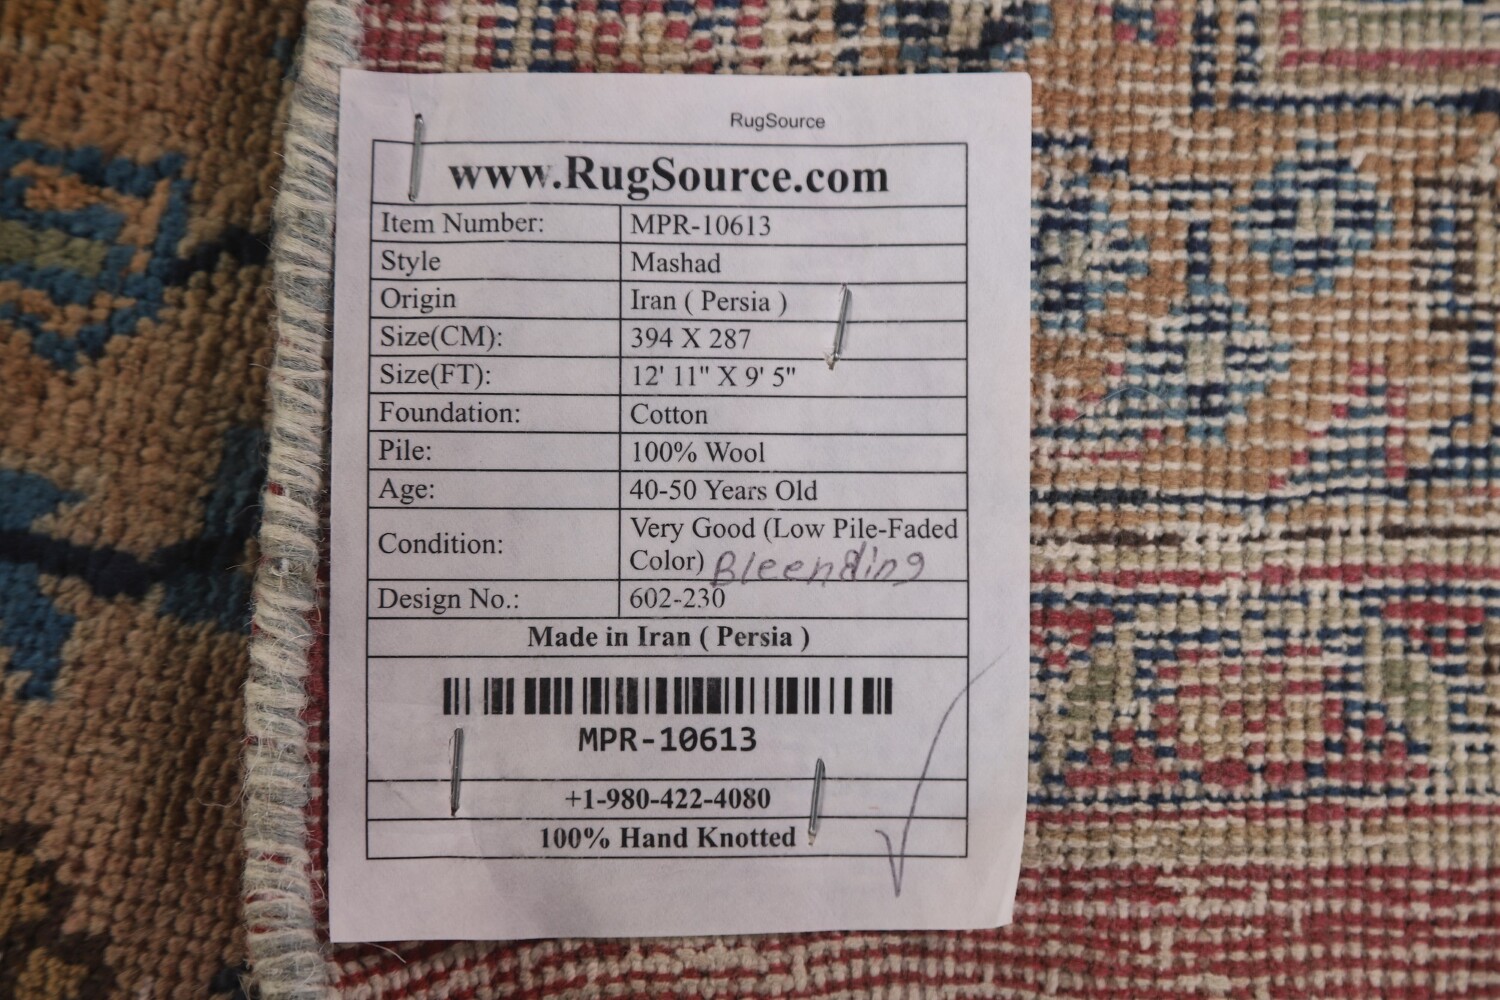 RugSource
www.RugSource.com
Item Number: MPR-10613
Style Mashad
Origin Iran ( Persia )
Size(CM): 394 X 287
Size(FT): 12' 11" X 9' 5"
Foundation: Cotton
Pile: 100% Wool
Age: 40-50 Years Old
Condition: Very Good (Low Pile-Faded
Color) Bleending
Design No.: 602-230
Made in Iran ( Persia )
MPR-10613
+1-980-422-4080
100% Hand Knotted